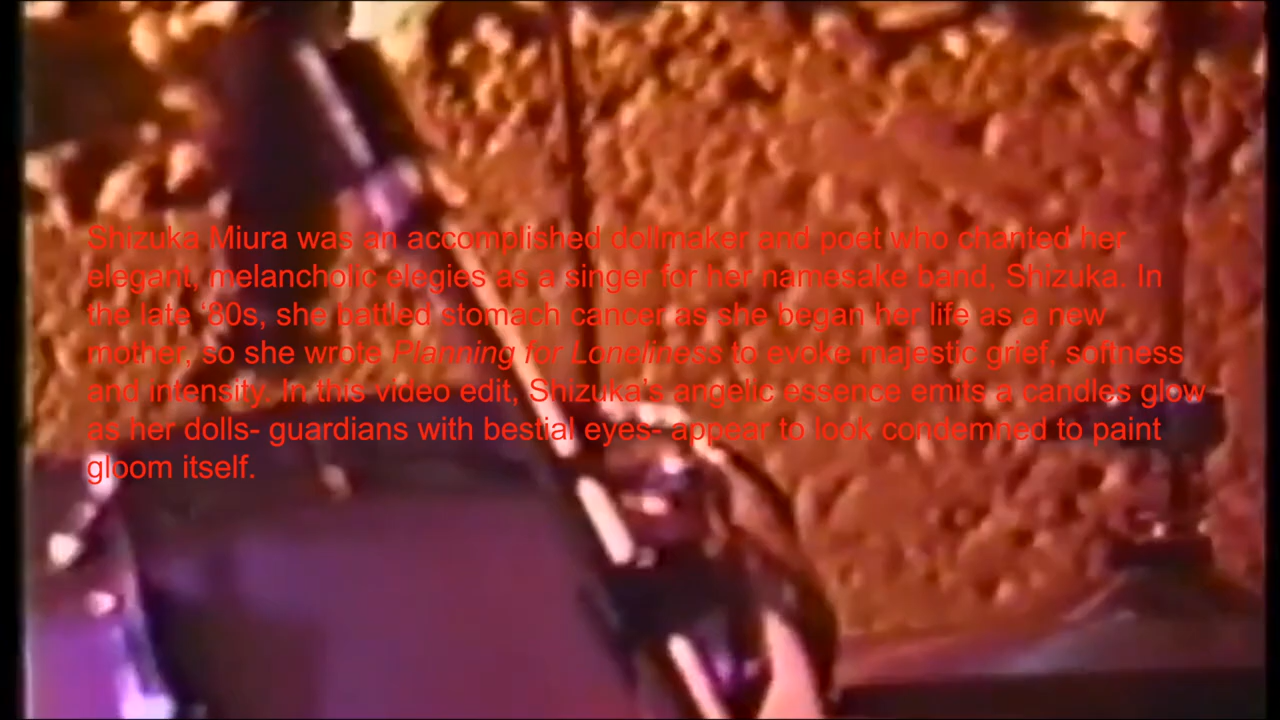 Shizuka Miura was an accomplished dollmaker and poet who chanted her
elegant, melancholic elegies as a singer for her namesake band, Shizuka. In
the late ‘80s, she battled stomach cancer as she began her life as a new
mother, so she wrote Planning for Loneliness to evoke majestic grief, softness
and intensity. In this video edit, Shizuka's angelic essence emits a candles glow
as her dolls- guardians with bestial eyes- appear to look condemned to paint
gloom itself.